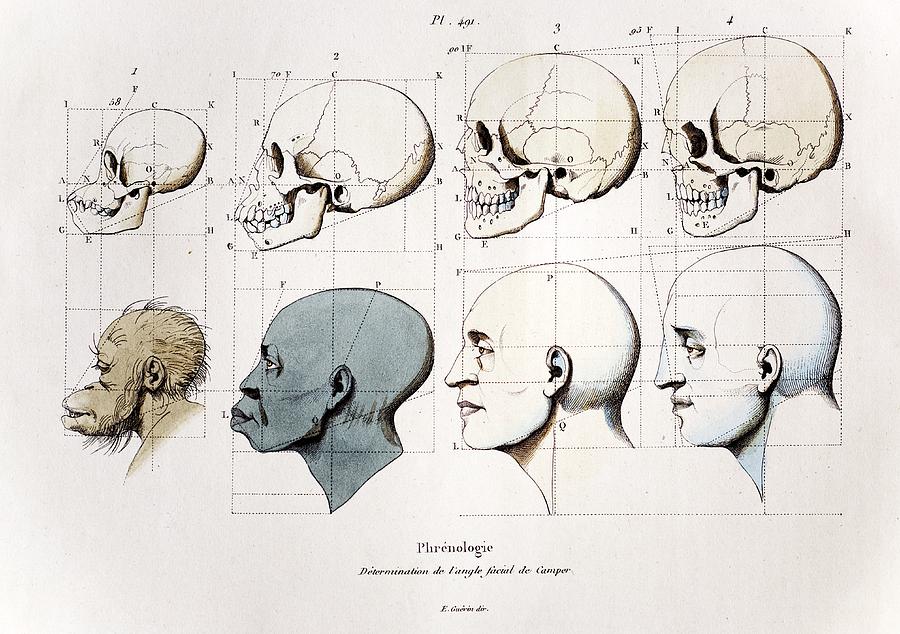 Pl. 491.
1
F
I 58 C K
R X
A N O B
L
G E H
2
I 70 F C K
R X
A N O B
L
G E H
3
90 I F C K
R X
N
A O B
L
G E H
4
95 F I C K
R X
N
A B
L
G E H
F P
L
F P
L Q
Phrénologie
Détermination de l'angle facial de Camper.
E. Guérin dir.